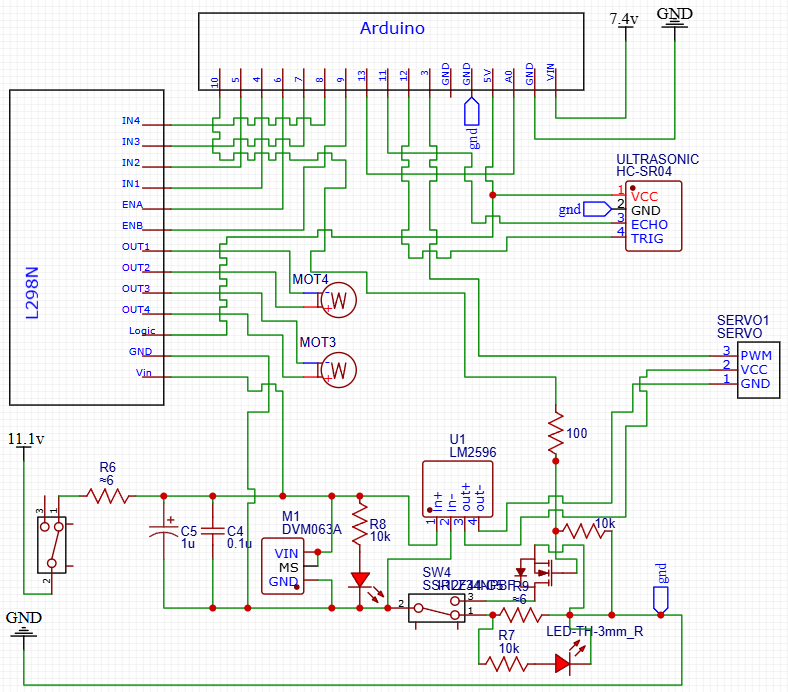 7.4v
GND
Arduino
10
5
4
6
7
8
9
13
11
12
3
GND
GND
5V
A0
GND
VIN
gnd
L298N
IN4
IN3
IN2
IN1
ENA
ENB
OUT1
OUT2
OUT3
OUT4
Logic
GND
Vin
ULTRASONIC
HC-SR04
gnd
1 VCC
2 GND
3 ECHO
4 TRIG
MOT4
- W +
MOT3
- W +
SERVO1
SERVO
3 PWM
2 VCC
1 GND
100
10k
11.1v
3
1
2
R6
≈6
C5
1u
C4
0.1u
M1
DVM063A
VIN
MS
GND
R8
10k
U1
LM2596
In+
In-
out+
out-
1
2
3
4
SW4
2
3
1
R9
≈6
R7
10k
LED-TH-3mm_R
gnd
GND